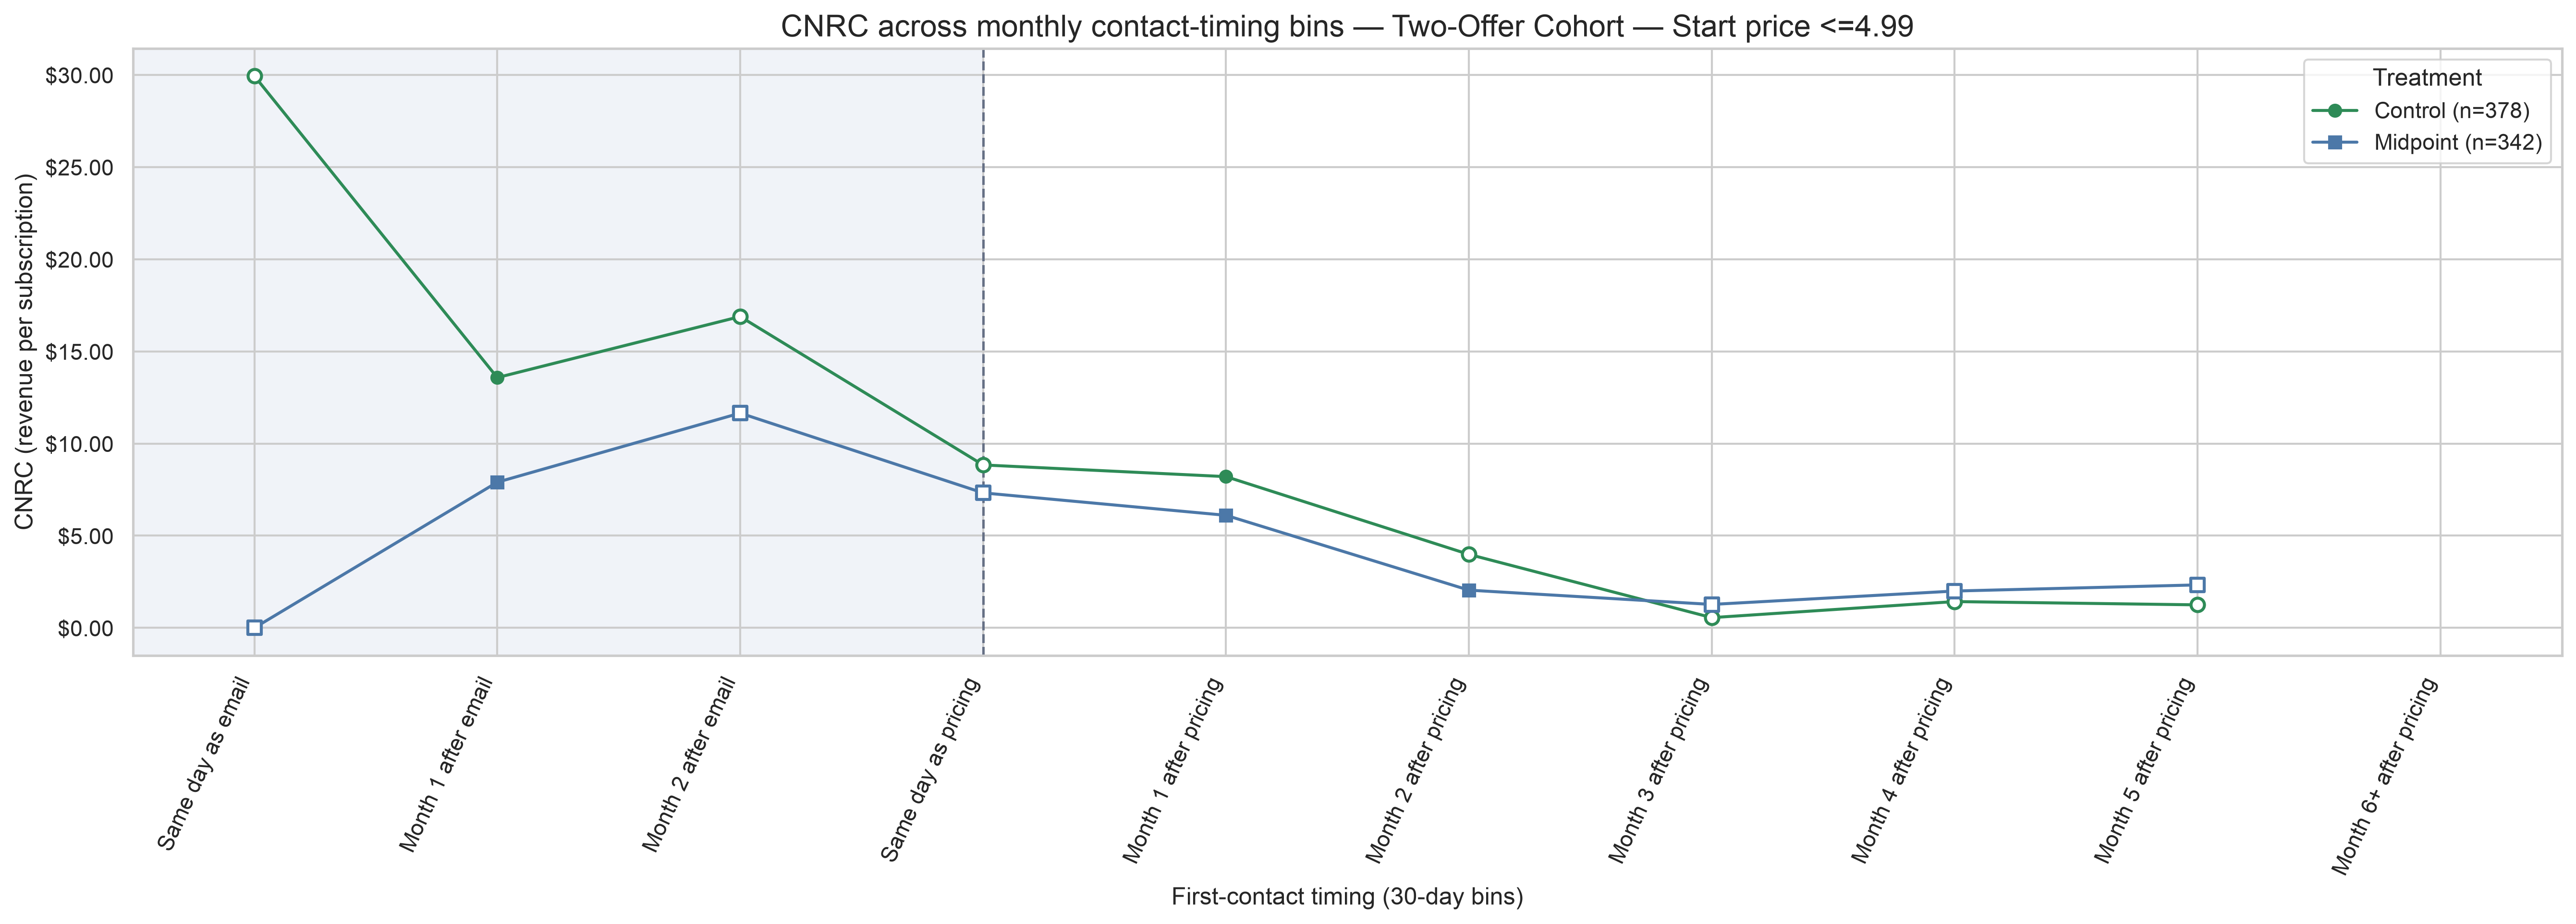 CNRC across monthly contact-timing bins — Two-Offer Cohort — Start price <=4.99
Treatment
Control (n=378)
Midpoint (n=342)
CNRC (revenue per subscription)
$30.00
$25.00
$20.00
$15.00
$10.00
$5.00
$0.00
Same day as email
Month 1 after email
Month 2 after email
Same day as pricing
Month 1 after pricing
Month 2 after pricing
Month 3 after pricing
Month 4 after pricing
Month 5 after pricing
Month 6+ after pricing
First-contact timing (30-day bins)